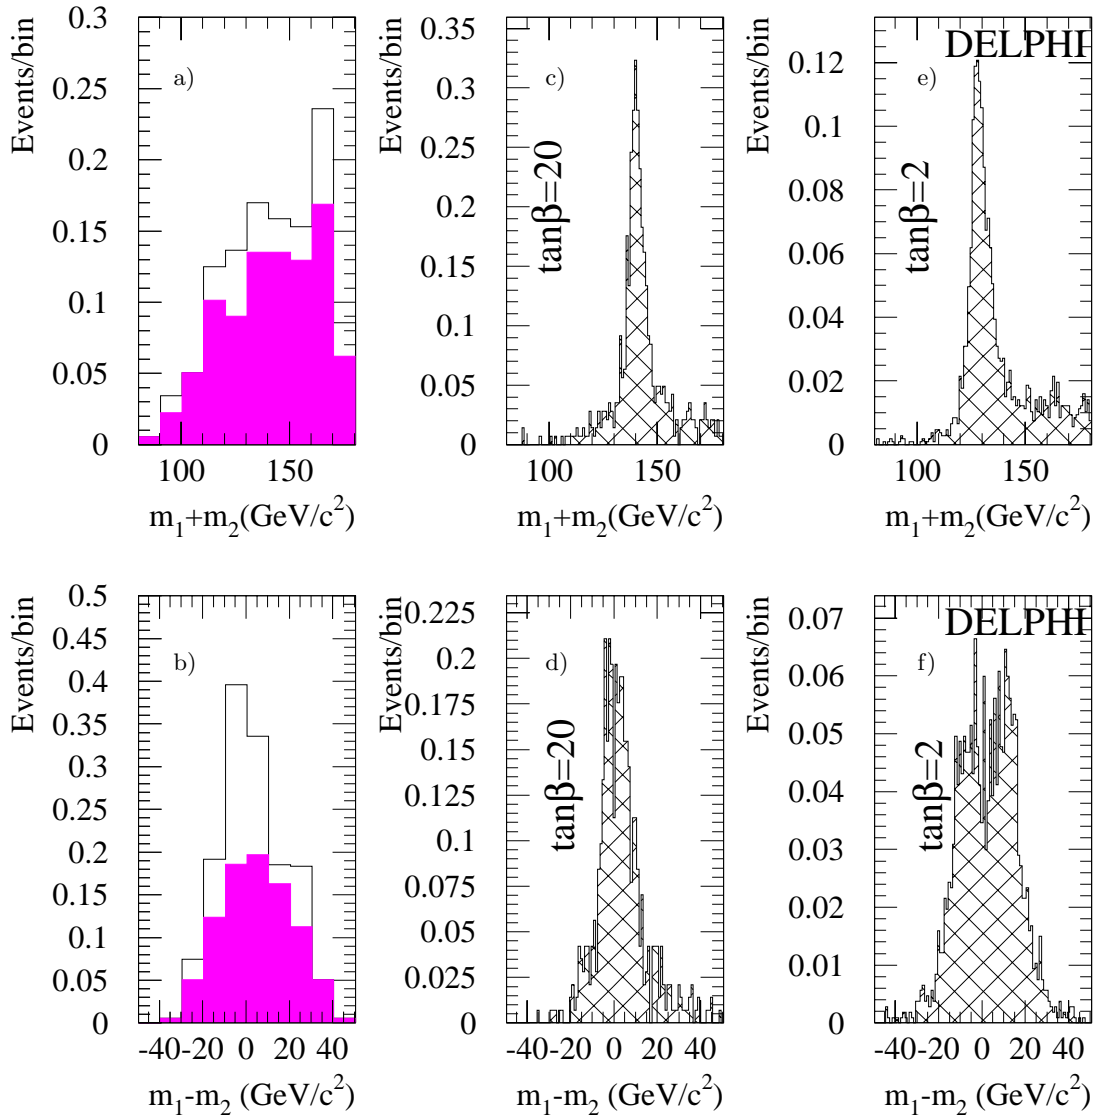 Events/bin
0.3
0.25
0.2
0.15
0.1
0.05
0
a)
100 150
m₁+m₂(GeV/c²)
Events/bin
0.35
0.3
0.25
0.2
0.15
0.1
0.05
0
c)
tanβ=20
100 150
m₁+m₂(GeV/c²)
Events/bin
DELPHI
0.12
0.1
0.08
0.06
0.04
0.02
0
e)
tanβ=2
100 150
m₁+m₂(GeV/c²)
Events/bin
0.5
0.45
0.4
0.35
0.3
0.25
0.2
0.15
0.1
0.05
0
b)
-40 -20 0 20 40
m₁-m₂ (GeV/c²)
Events/bin
0.225
0.2
0.175
0.15
0.125
0.1
0.075
0.05
0.025
0
d)
tanβ=20
-40 -20 0 20 40
m₁-m₂ (GeV/c²)
Events/bin
DELPHI
0.07
0.06
0.05
0.04
0.03
0.02
0.01
0
f)
tanβ=2
-40 -20 0 20 40
m₁-m₂ (GeV/c²)